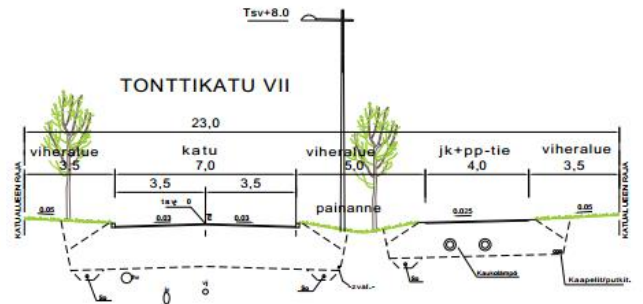 Tsv+8.0
TONTTIKATU VII
23,0
viheralue katu viheralue jk+pp-tie viheralue
3,5 7,0 5,0 4,0 3,5
3,5 3,5
KATUALUEEN RAJA
KATUALUEEN RAJA
painanne
0.05 0.03 0.03 0.025 0.05
Kaukolämpö
Kaapelit/putkit.